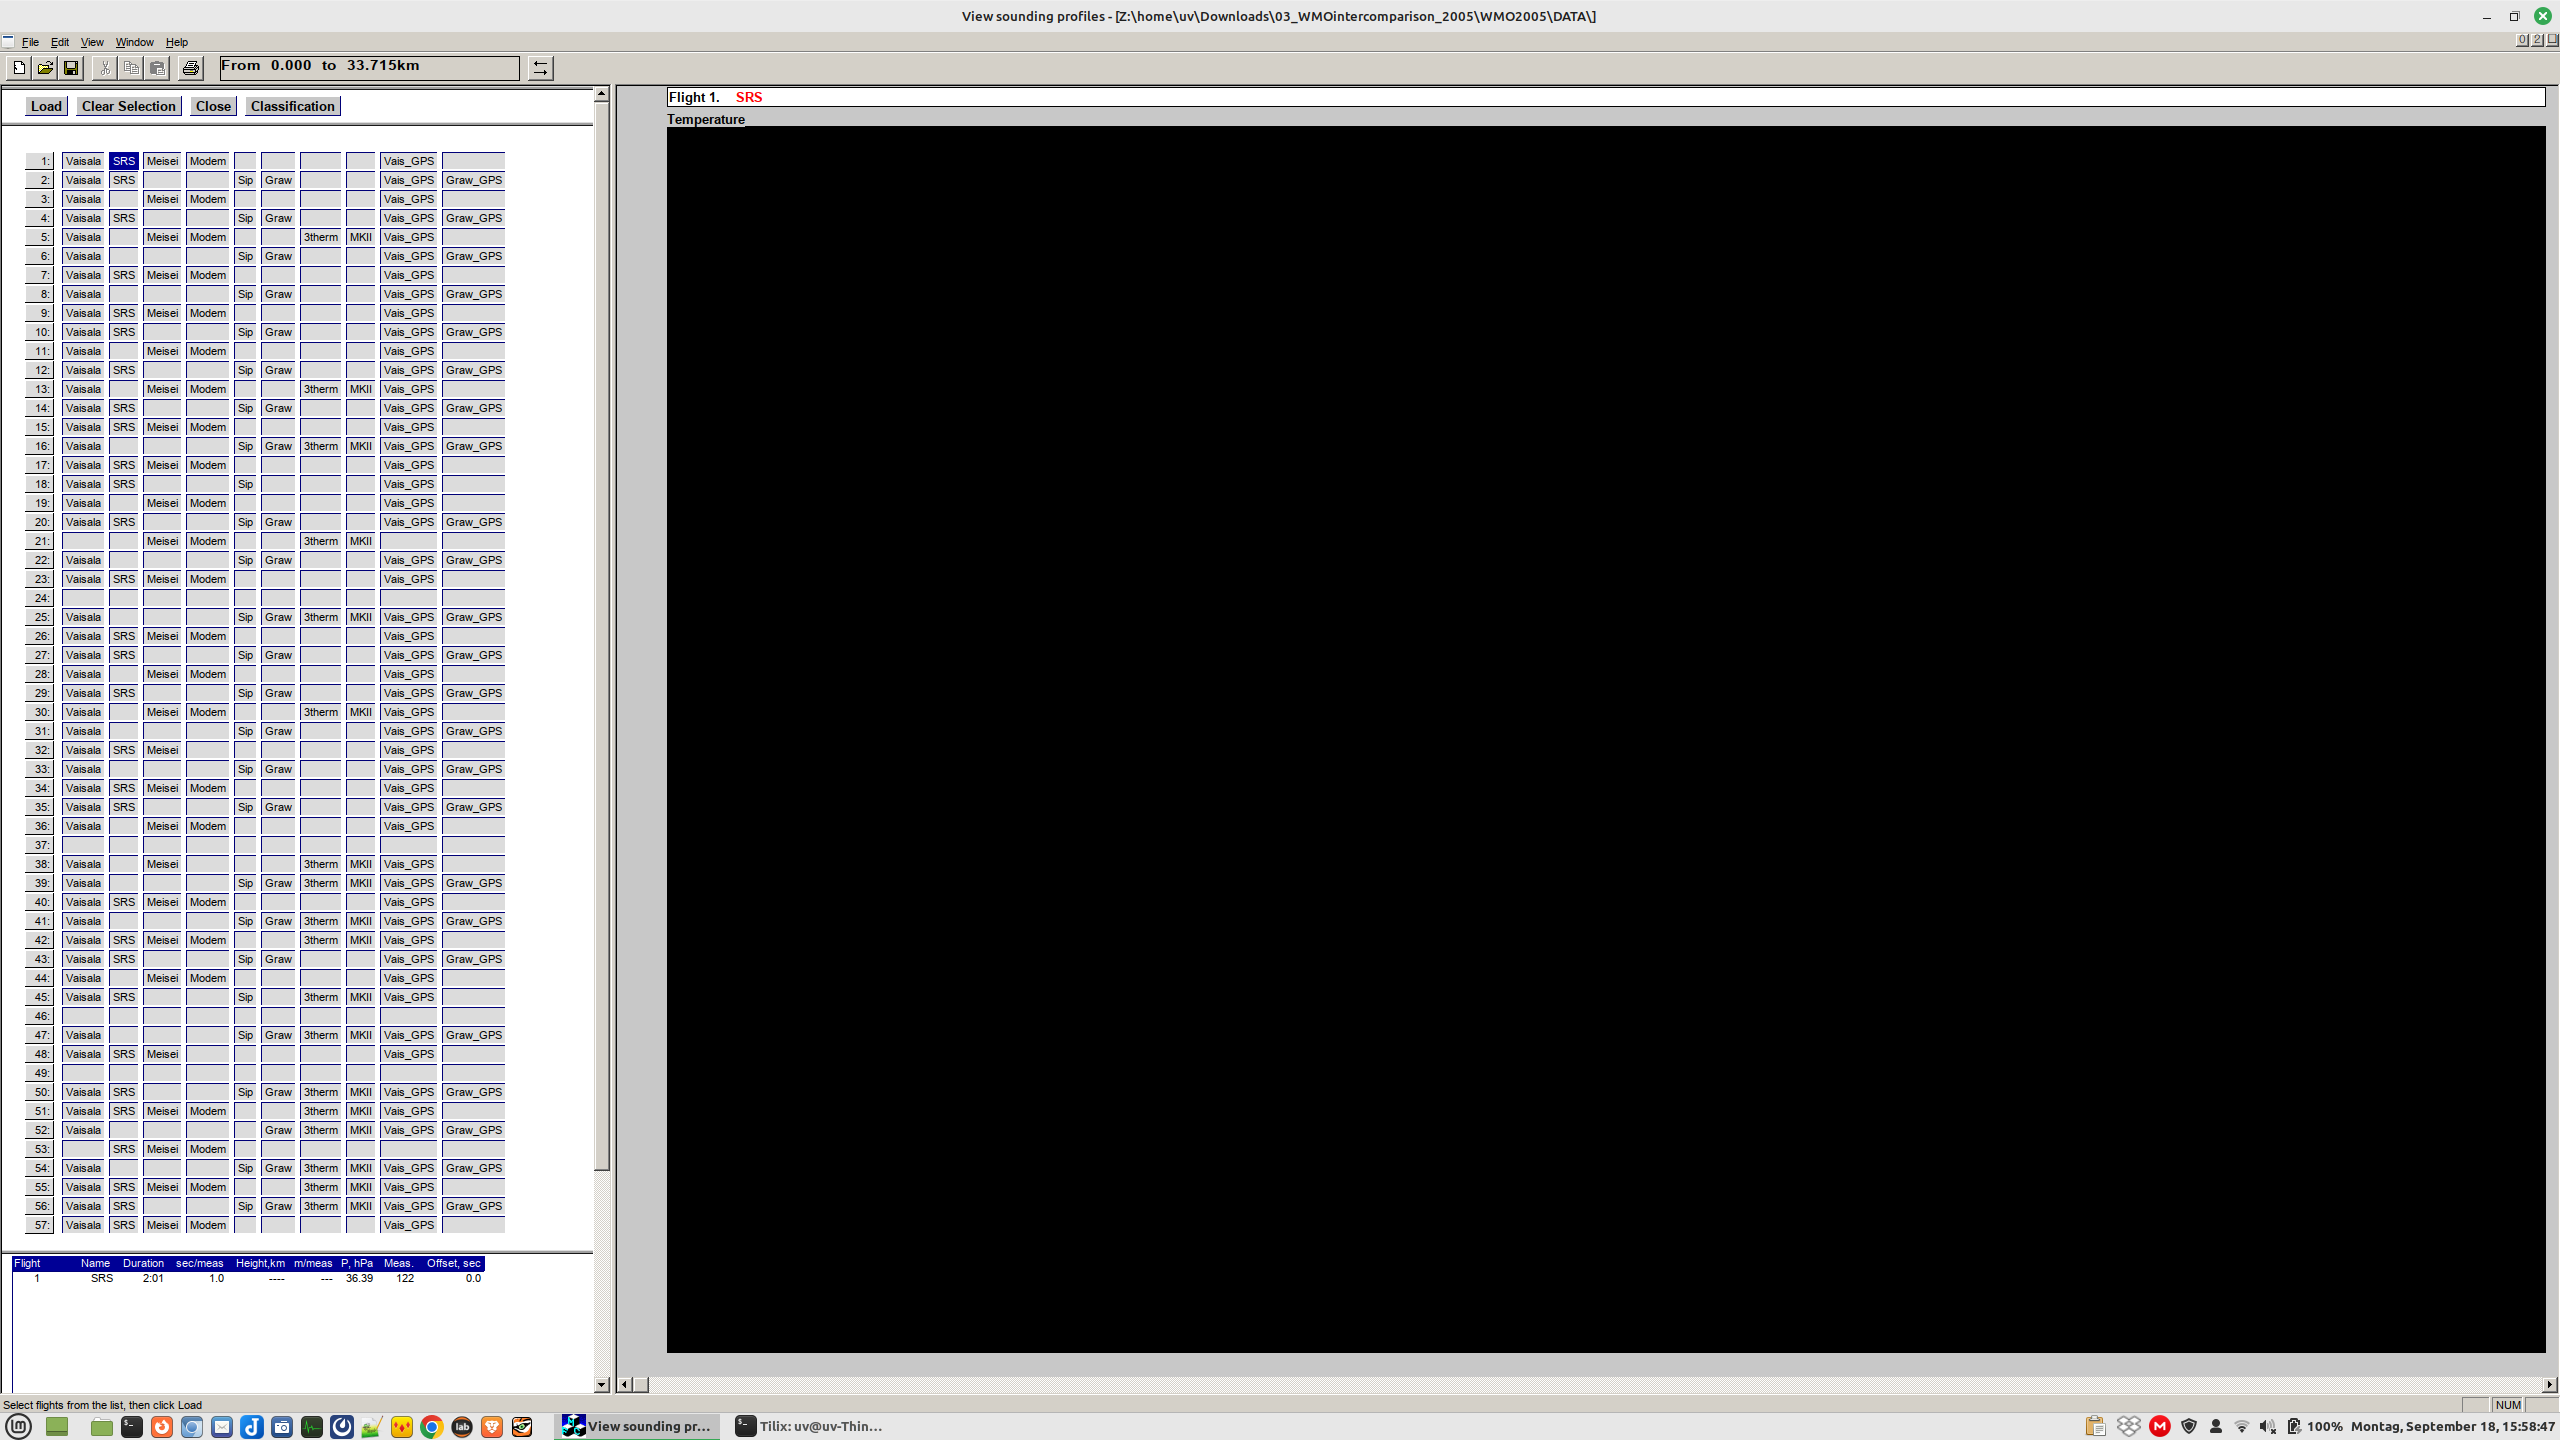 View sounding profiles - [Z:\home\uv\Downloads\03_WMOintercomparison_2005\WMO2005\DATA\]
File Edit View Window Help
From 0.000 to 33.715km
Load Clear Selection Close Classification
Flight 1. SRS
Temperature
1: Vaisala SRS Meisei Modem Vais_GPS
2: Vaisala SRS Sip Graw Vais_GPS Graw_GPS
3: Vaisala Meisei Modem Vais_GPS
4: Vaisala SRS Sip Graw Vais_GPS Graw_GPS
5: Vaisala Meisei Modem 3therm MKII Vais_GPS
6: Vaisala Sip Graw Vais_GPS Graw_GPS
7: Vaisala SRS Meisei Modem Vais_GPS
8: Vaisala Sip Graw Vais_GPS Graw_GPS
9: Vaisala SRS Meisei Modem Vais_GPS
10: Vaisala SRS Sip Graw Vais_GPS Graw_GPS
11: Vaisala Meisei Modem Vais_GPS
12: Vaisala SRS Sip Graw Vais_GPS Graw_GPS
13: Vaisala Meisei Modem 3therm MKII Vais_GPS
14: Vaisala SRS Sip Graw Vais_GPS Graw_GPS
15: Vaisala SRS Meisei Modem Vais_GPS
16: Vaisala Sip Graw 3therm MKII Vais_GPS Graw_GPS
17: Vaisala SRS Meisei Modem Vais_GPS
18: Vaisala SRS Sip Vais_GPS
19: Vaisala Meisei Modem Vais_GPS
20: Vaisala SRS Sip Graw Vais_GPS Graw_GPS
21: Meisei Modem 3therm MKII
22: Vaisala Sip Graw Vais_GPS Graw_GPS
23: Vaisala SRS Meisei Modem Vais_GPS
24:
25: Vaisala Sip Graw 3therm MKII Vais_GPS Graw_GPS
26: Vaisala SRS Meisei Modem Vais_GPS
27: Vaisala SRS Sip Graw Vais_GPS Graw_GPS
28: Vaisala Meisei Modem Vais_GPS
29: Vaisala SRS Sip Graw Vais_GPS Graw_GPS
30: Vaisala Meisei Modem 3therm MKII Vais_GPS
31: Vaisala Sip Graw Vais_GPS Graw_GPS
32: Vaisala SRS Meisei Vais_GPS
33: Vaisala Sip Graw Vais_GPS Graw_GPS
34: Vaisala SRS Meisei Modem Vais_GPS
35: Vaisala SRS Sip Graw Vais_GPS Graw_GPS
36: Vaisala Meisei Modem Vais_GPS
37:
38: Vaisala Meisei 3therm MKII Vais_GPS
39: Vaisala Sip Graw 3therm MKII Vais_GPS Graw_GPS
40: Vaisala SRS Meisei Modem Vais_GPS
41: Vaisala Sip Graw 3therm MKII Vais_GPS Graw_GPS
42: Vaisala SRS Meisei Modem 3therm MKII Vais_GPS
43: Vaisala SRS Sip Graw Vais_GPS Graw_GPS
44: Vaisala Meisei Modem Vais_GPS
45: Vaisala SRS Sip 3therm MKII Vais_GPS
46:
47: Vaisala Sip Graw 3therm MKII Vais_GPS Graw_GPS
48: Vaisala SRS Meisei Vais_GPS
49:
50: Vaisala SRS Sip Graw 3therm MKII Vais_GPS Graw_GPS
51: Vaisala SRS Meisei Modem 3therm MKII Vais_GPS
52: Vaisala Graw 3therm MKII Vais_GPS Graw_GPS
53: SRS Meisei Modem
54: Vaisala Sip Graw 3therm MKII Vais_GPS Graw_GPS
55: Vaisala SRS Meisei Modem 3therm MKII Vais_GPS
56: Vaisala SRS Sip Graw 3therm MKII Vais_GPS Graw_GPS
57: Vaisala SRS Meisei Modem Vais_GPS
Flight Name Duration sec/meas Height,km m/meas P, hPa Meas. Offset, sec
1 SRS 2:01 1.0 ---- --- 36.39 122 0.0
Select flights from the list, then click Load
NUM
lab
View sounding pr...
Tilix: uv@uv-Thin...
100% Montag, September 18, 15:58:47